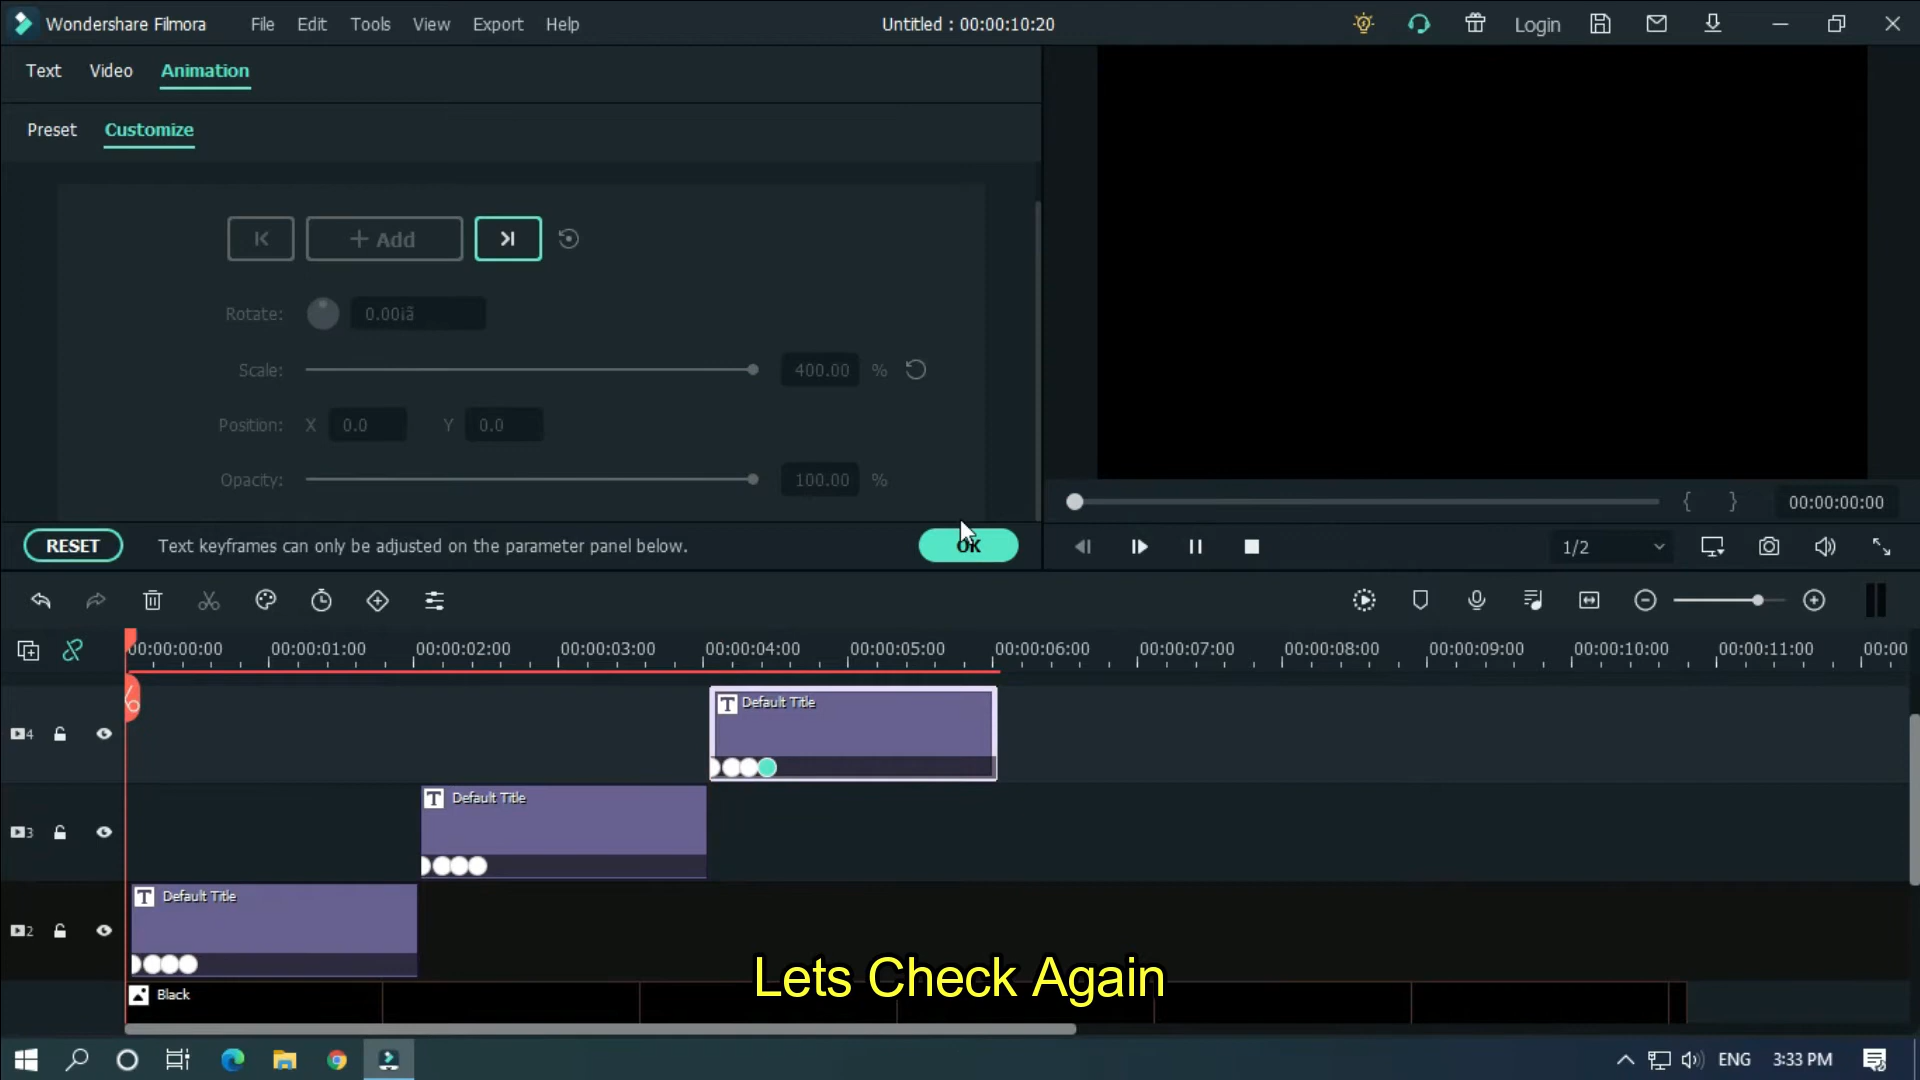 Wondershare Filmora File Edit Tools View Export Help Untitled : 00:00:10:20 Login
Text Video Animation
Preset Customize
+ Add
Rotate: 0.00ïã
Scale: 400.00 %
Position: X 0.0 Y 0.0
Opacity: 100.00 %
{ } 00:00:00:00
RESET Text keyframes can only be adjusted on the parameter panel below. OK
1/2
00:00:00:00 00:00:01:00 00:00:02:00 00:00:03:00 00:00:04:00 00:00:05:00 00:00:06:00 00:00:07:00 00:00:08:00 00:00:09:00 00:00:10:00 00:00:11:00 00:00
T Default Title
4
T Default Title
3
T Default Title
2
Lets Check Again
Black
ENG 3:33 PM